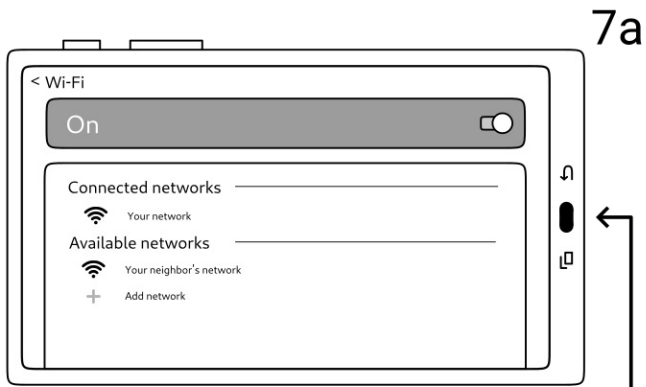 7a
< Wi-Fi
On
Connected networks
Your network
Available networks
Your neighbor's network
Add network